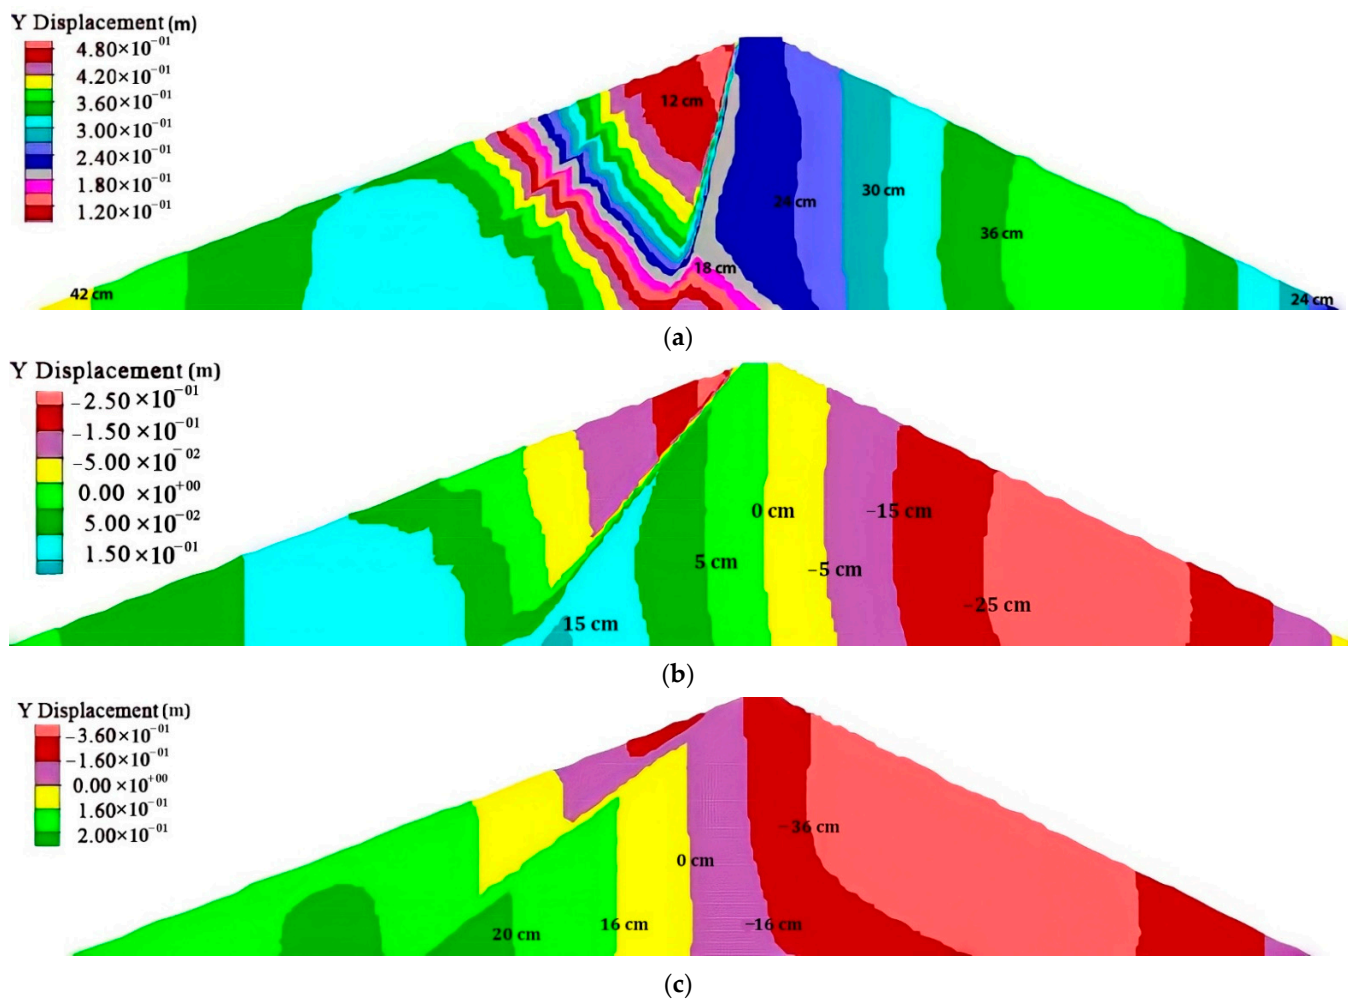 Y Displacement (m)
4.80×10⁻⁰¹
4.20×10⁻⁰¹
3.60×10⁻⁰¹
3.00×10⁻⁰¹
2.40×10⁻⁰¹
1.80×10⁻⁰¹
1.20×10⁻⁰¹
12 cm
30 cm
24 cm
36 cm
18 cm
42 cm
24 cm
(a)
Y Displacement (m)
−2.50 ×10⁻⁰¹
−1.50 ×10⁻⁰¹
−5.00 ×10⁻⁰²
0.00 ×10⁺⁰⁰
5.00 ×10⁻⁰²
1.50 ×10⁻⁰¹
0 cm
−15 cm
5 cm
−5 cm
−25 cm
15 cm
(b)
Y Displacement (m)
−3.60×10⁻⁰¹
−1.60×10⁻⁰¹
0.00 ×10⁺⁰⁰
1.60×10⁻⁰¹
2.00×10⁻⁰¹
−36 cm
0 cm
20 cm
16 cm
−16 cm
(c)